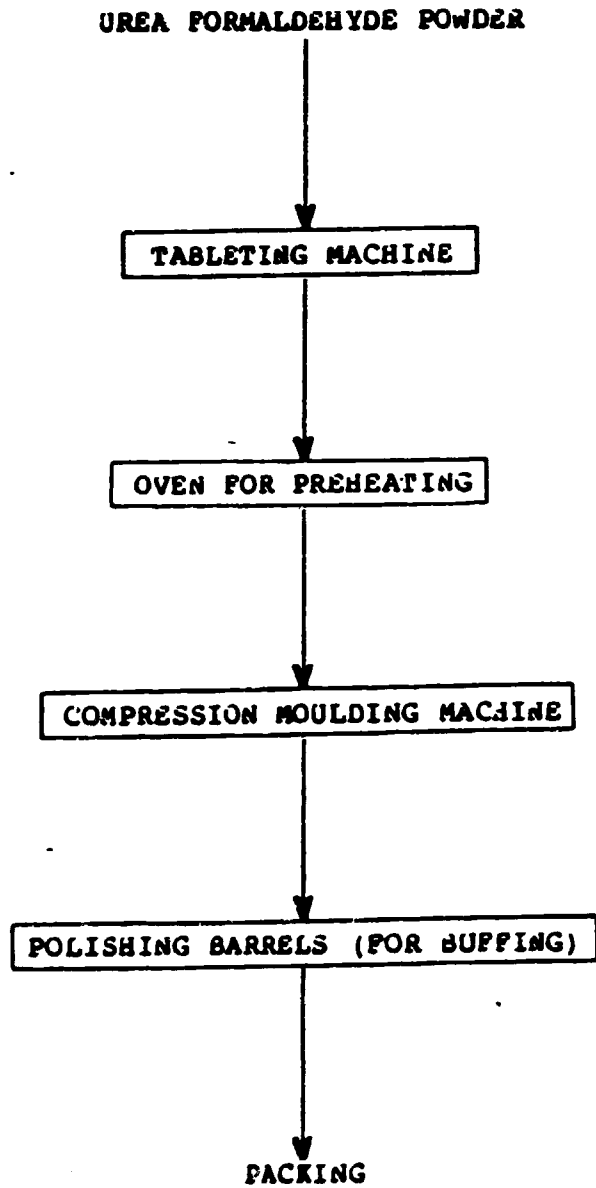 UREA FORMALDEHYDE POWDER
TABLETING MACHINE
OVEN FOR PREHEATING
COMPRESSION MOULDING MACHINE
POLISHING BARRELS (FOR BUFFING)
PACKING